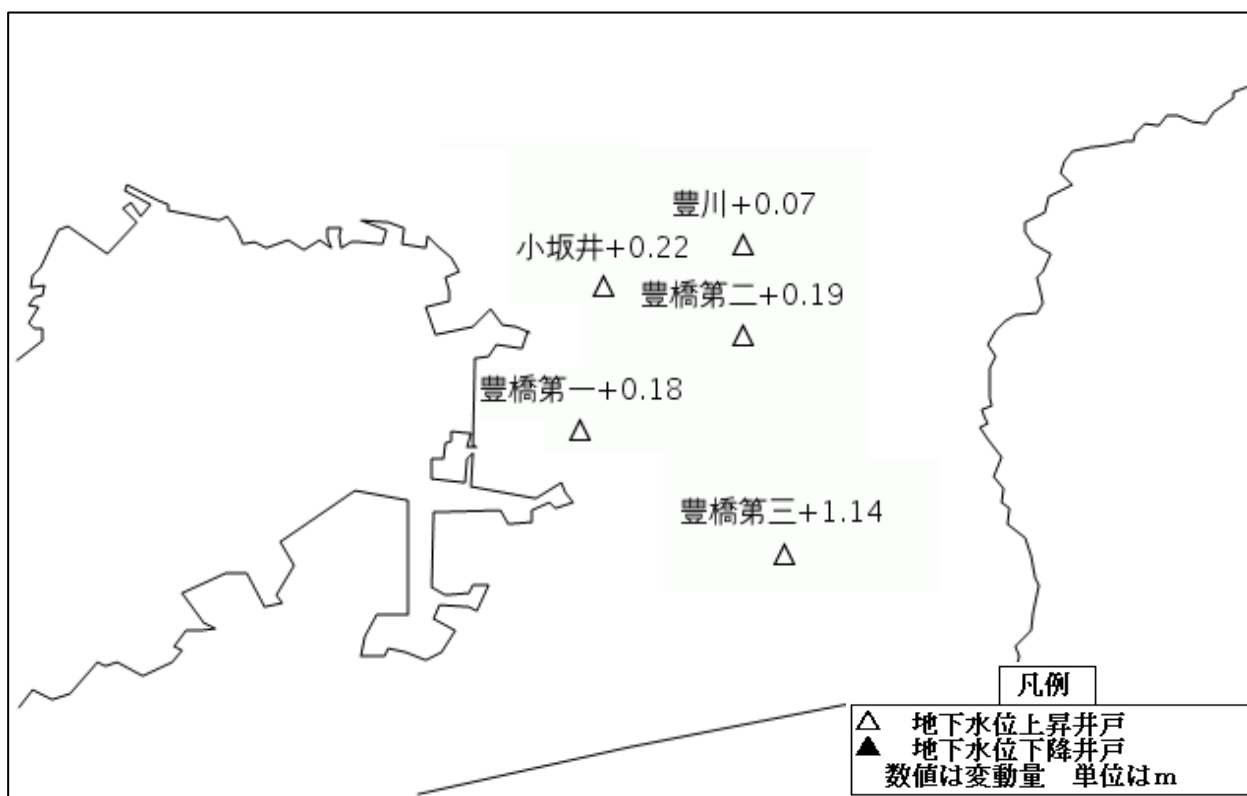 豊川+0.07
小坂井+0.22
豊橋第二+0.19
豊橋第一+0.18
豊橋第三+1.14
凡例
△ 地下水位上昇井戸
▲ 地下水位下降井戸
数値は変動量 単位はm